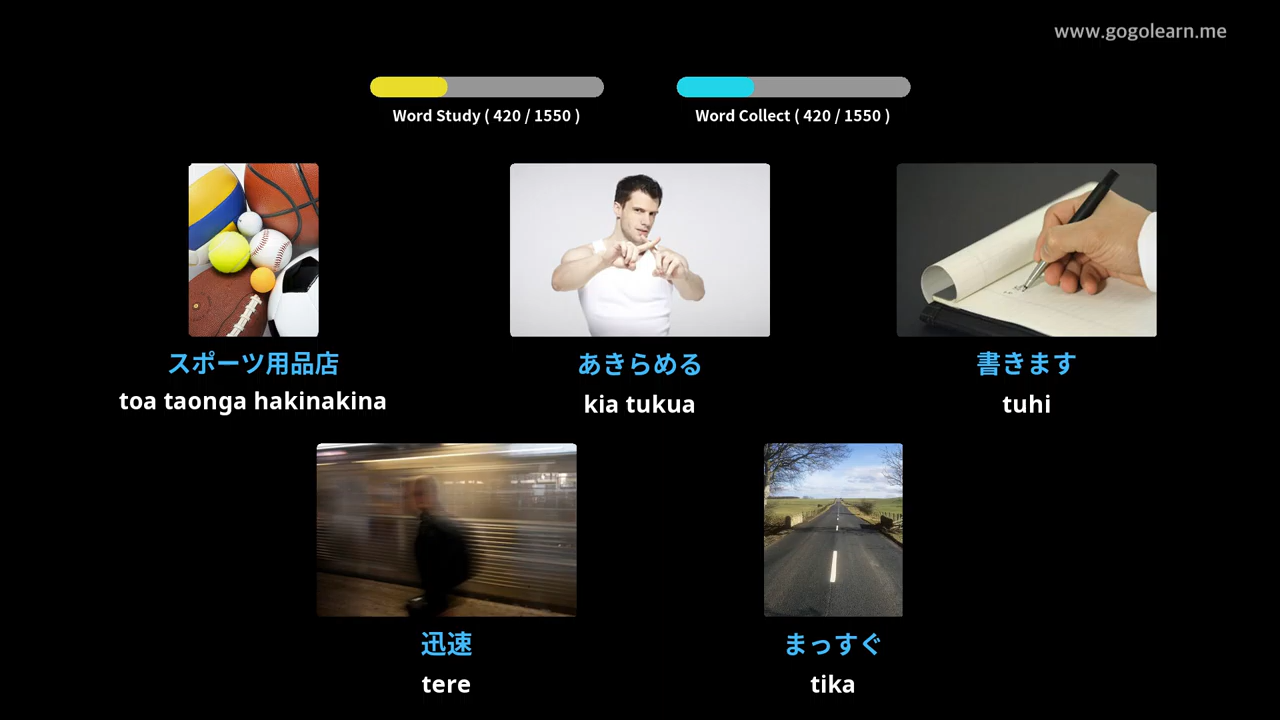 www.gogolearn.me
Word Study ( 420 / 1550 )
Word Collect ( 420 / 1550 )
スポーツ用品店
toa taonga hakinakina
あきらめる
kia tukua
書きます
tuhi
迅速
tere
まっすぐ
tika